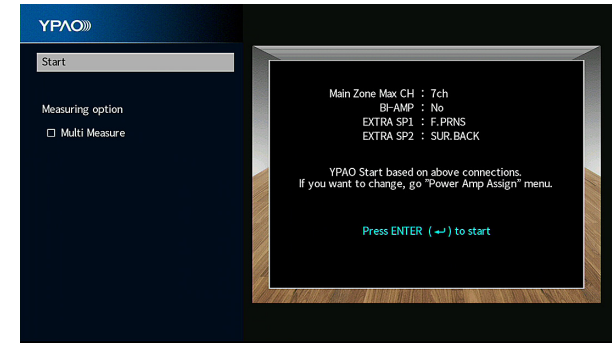 YPAO
Start
Measuring option
Multi Measure
Main Zone Max CH : 7ch
BI-AMP : No
EXTRA SP1 : F.PRNS
EXTRA SP2 : SUR.BACK
YPAO Start based on above connections.
If you want to change, go "Power Amp Assign" menu.
Press ENTER (↵) to start